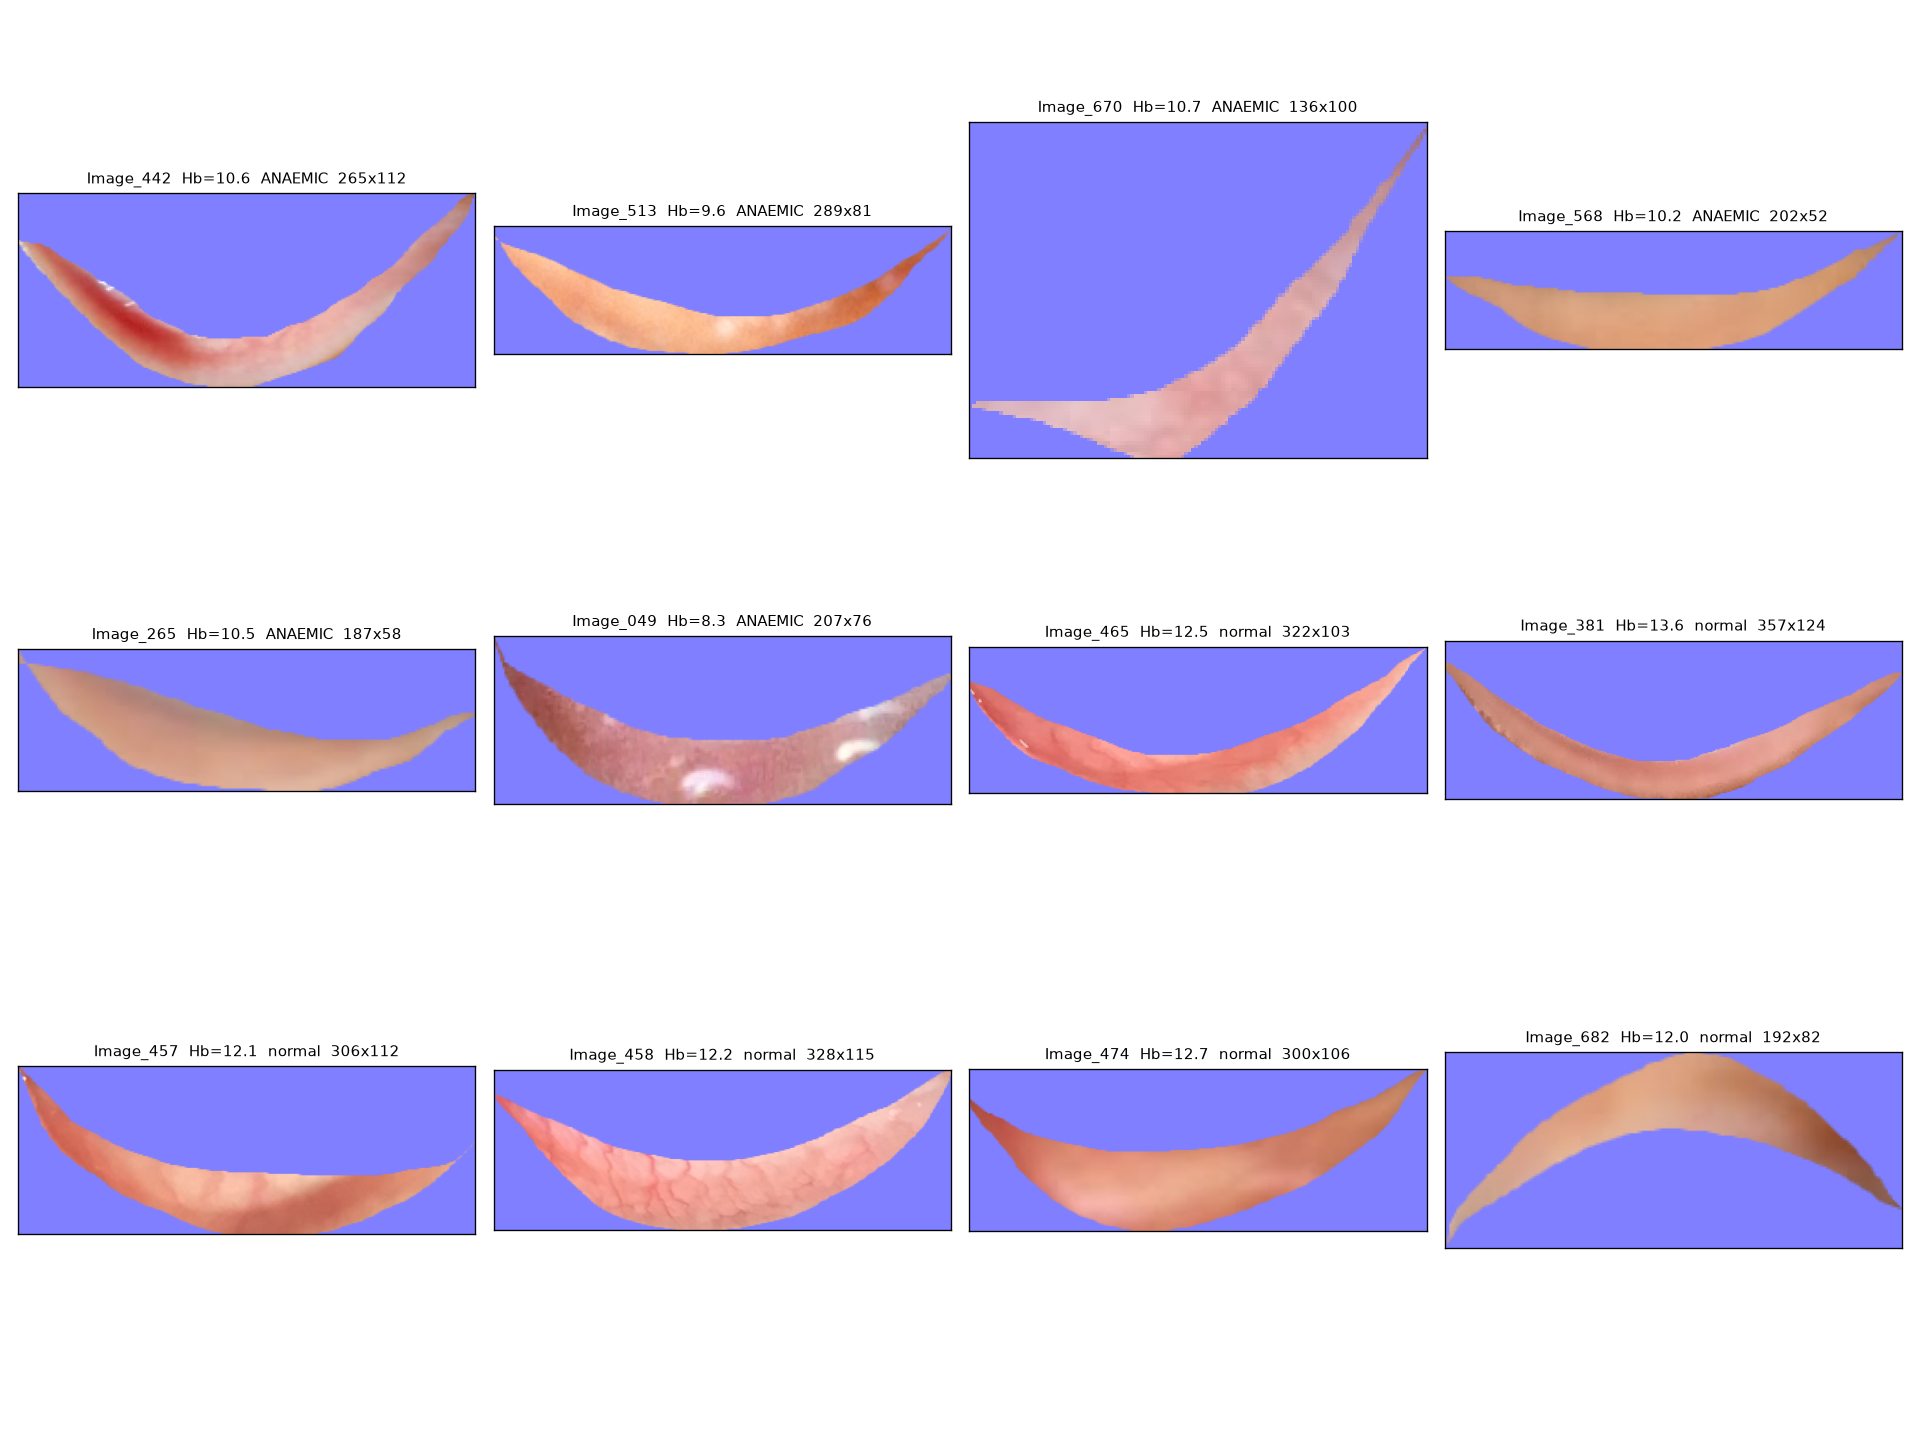 Image_442 Hb=10.6 ANAEMIC 265x112
Image_513 Hb=9.6 ANAEMIC 289x81
Image_670 Hb=10.7 ANAEMIC 136x100
Image_568 Hb=10.2 ANAEMIC 202x52
Image_265 Hb=10.5 ANAEMIC 187x58
Image_049 Hb=8.3 ANAEMIC 207x76
Image_465 Hb=12.5 normal 322x103
Image_381 Hb=13.6 normal 357x124
Image_457 Hb=12.1 normal 306x112
Image_458 Hb=12.2 normal 328x115
Image_474 Hb=12.7 normal 300x106
Image_682 Hb=12.0 normal 192x82